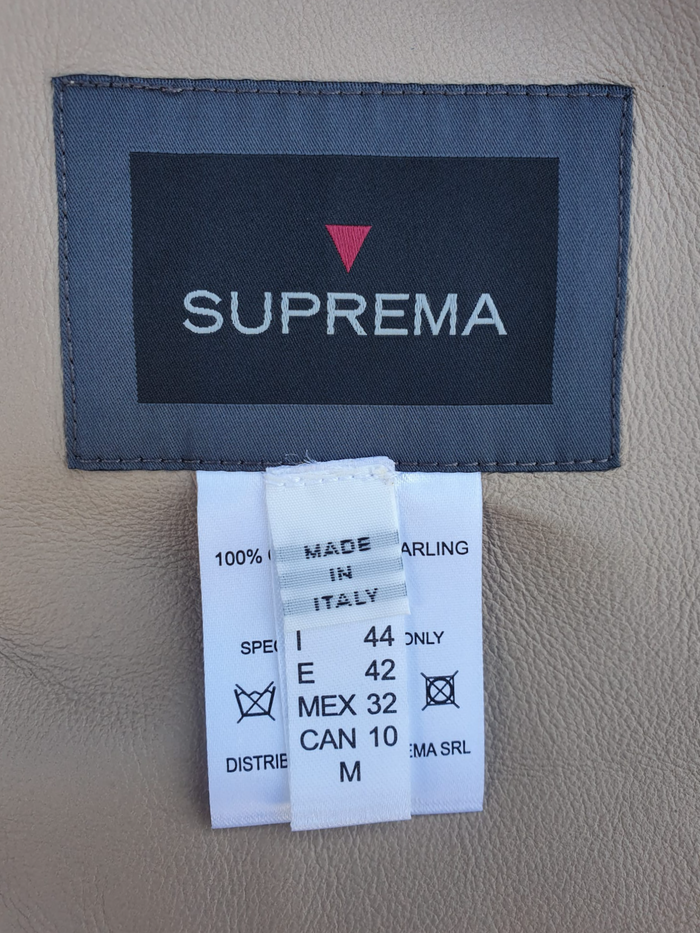 SUPREMA
MADE
IN
ITALY
I 44
E 42
MEX 32
CAN 10
M
100% ARLING
SPEC ONLY
DISTRIB EMA SRL